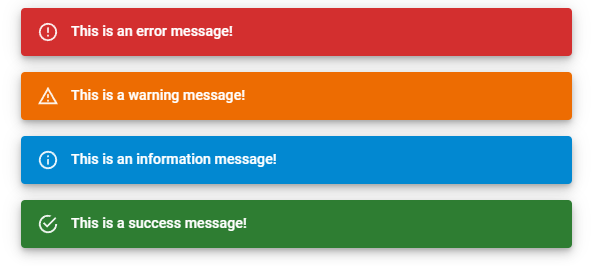 This is an error message!
This is a warning message!
This is an information message!
This is a success message!